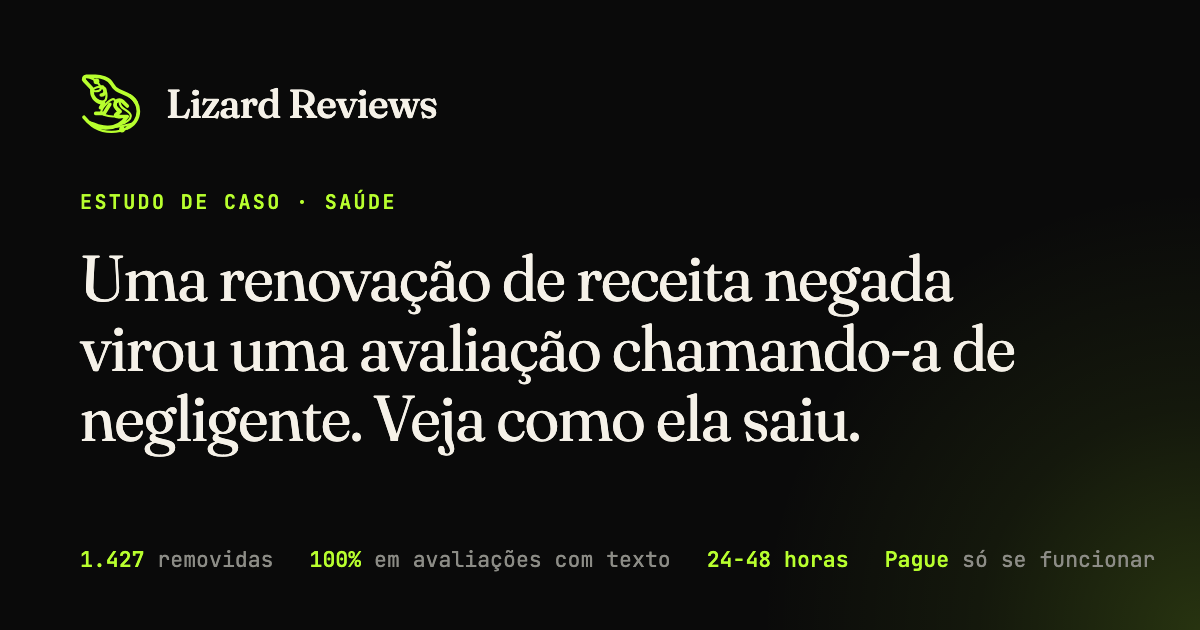 Lizard Reviews
ESTUDO DE CASO · SAÚDE
Uma renovação de receita negada
virou uma avaliação chamando-a de
negligente. Veja como ela saiu.
1.427 removidas 100% em avaliações com texto 24-48 horas Pague só se funcionar